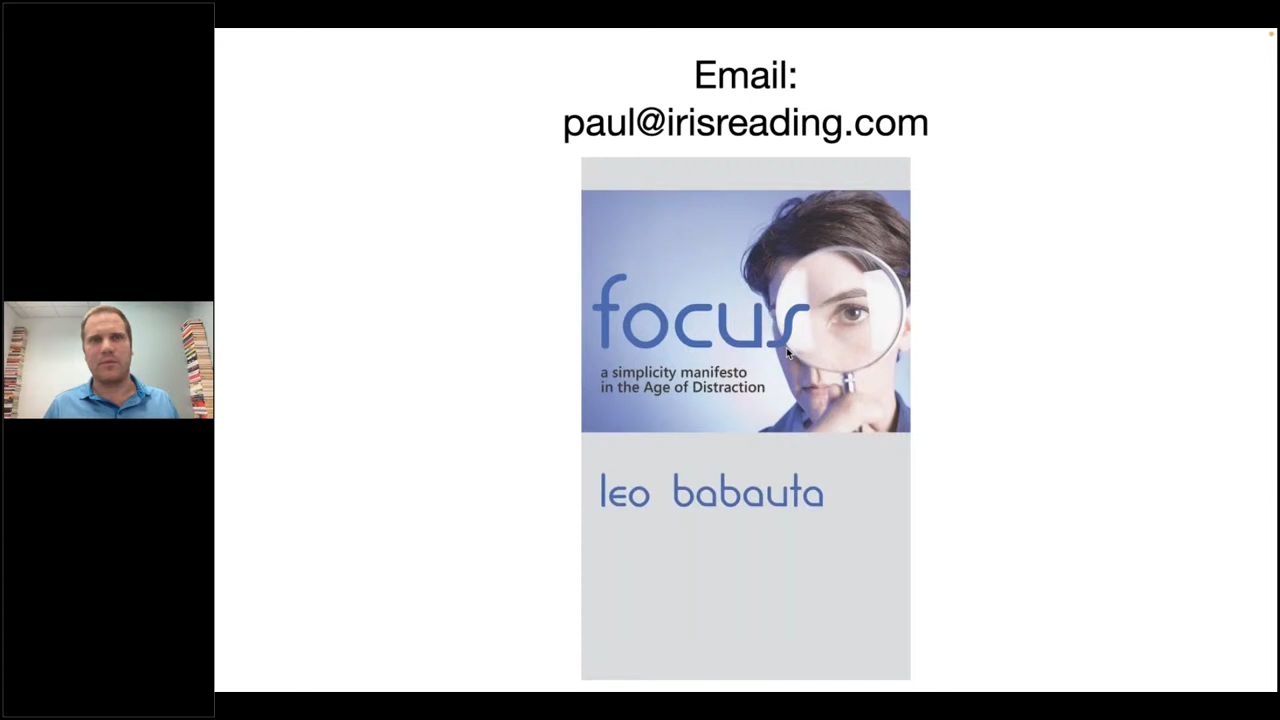 Email:
paul@irisreading.com
focus
a simplicity manifesto
in the Age of Distraction
leo babauta